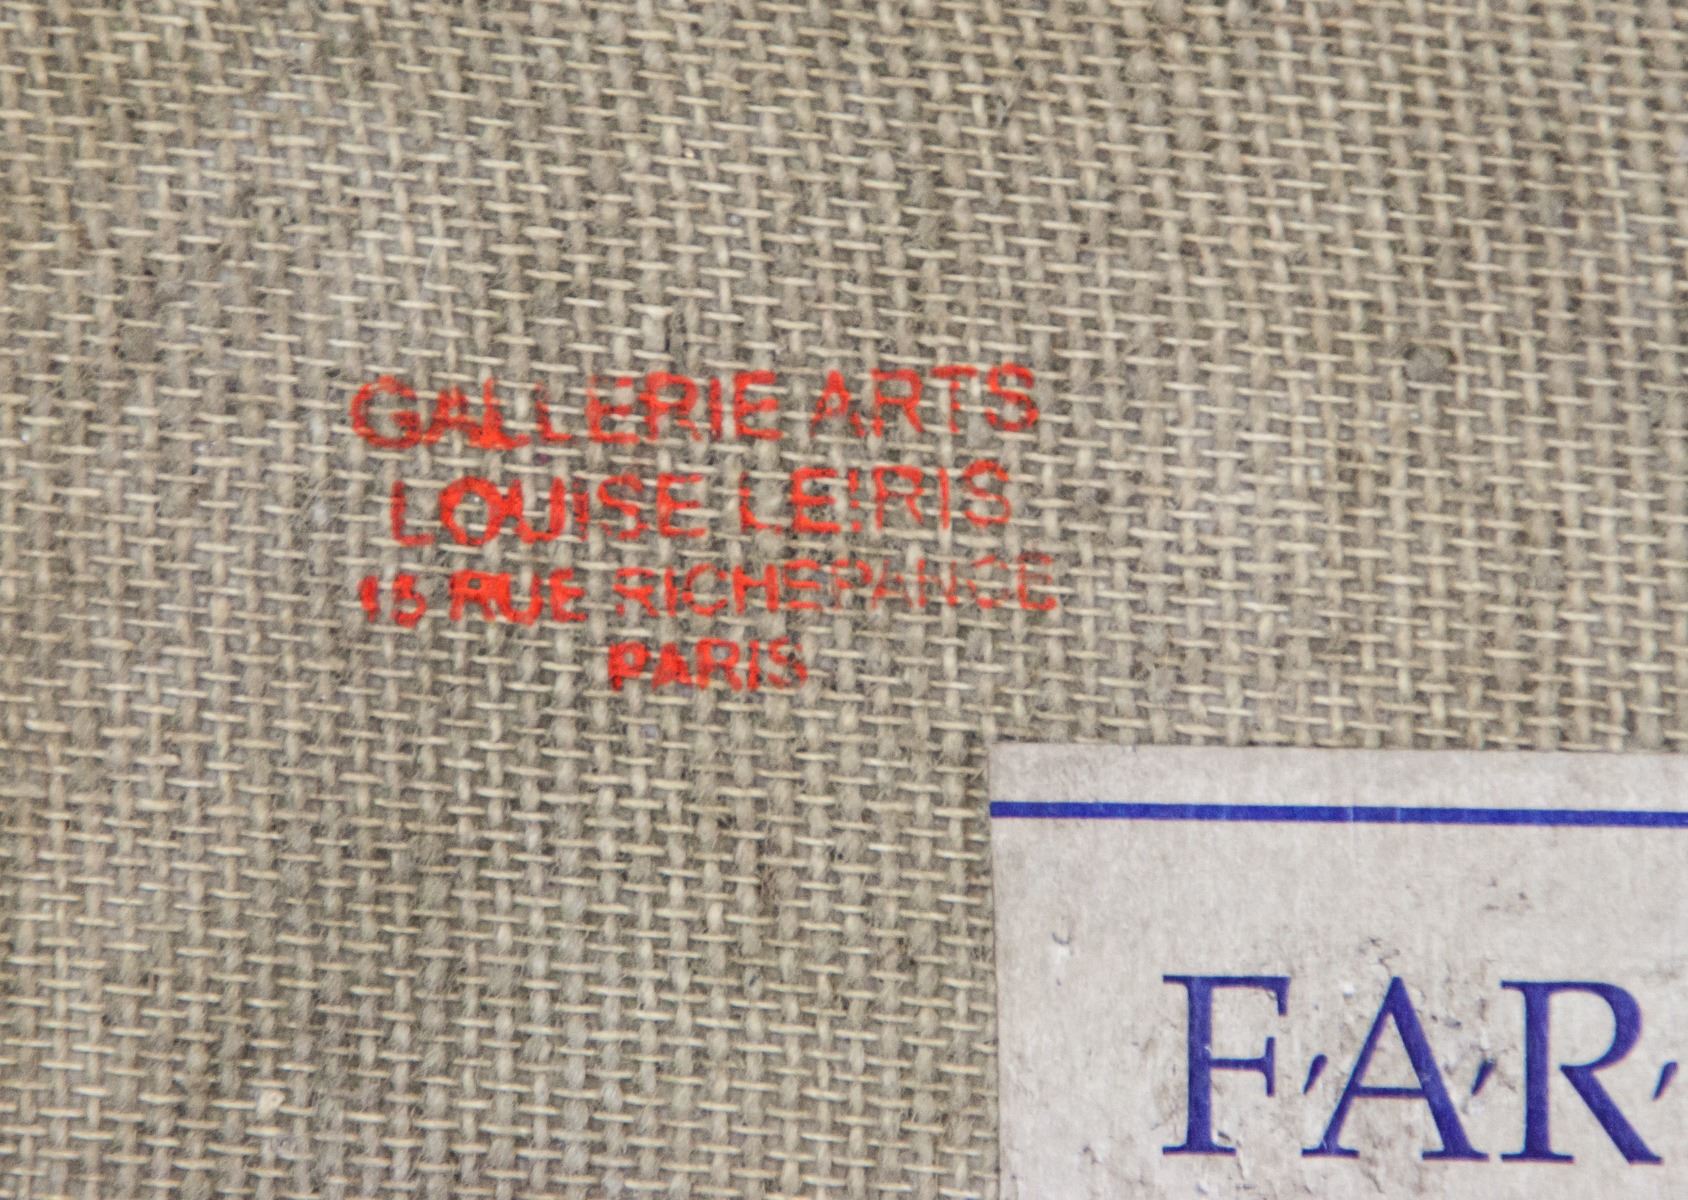 GALLERIE ARTS
LOUISE LEIRIS
13 RUE RICHEPANCE
PARIS
F.A.R.